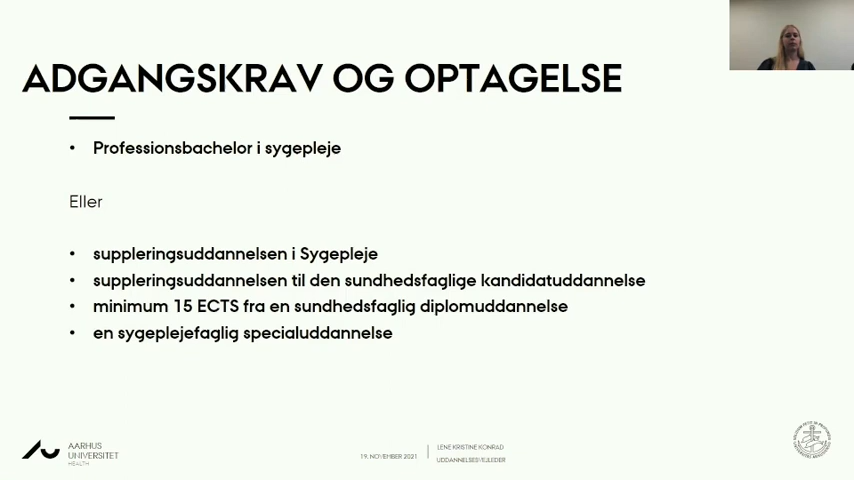 ADGANGSKRAV OG OPTAGELSE
• Professionsbachelor i sygepleje
Eller
• suppleringsuddannelsen i Sygepleje
• suppleringsuddannelsen til den sundhedsfaglige kandidatuddannelse
• minimum 15 ECTS fra en sundhedsfaglig diplomuddannelse
• en sygeplejefaglig specialuddannelse
AARHUS
UNIVERSITET
HEALTH
19. NOVEMBER 2021
LENE KRISTINE KONRAD
UDDANNELSESVEJLEDER